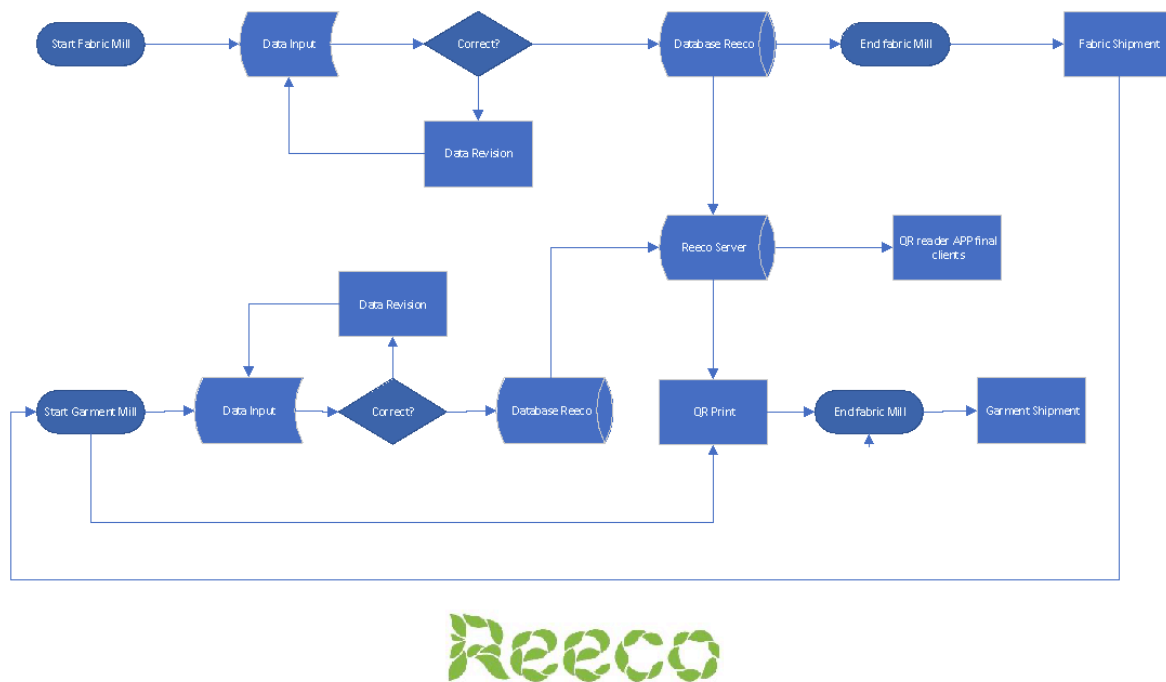 Start Fabric Mill
Data Input
Correct?
Database Reeco
End fabric Mill
Fabric Shipment
Data Revision
Reeco Server
QR reader APP final
clients
Data Revision
Start Garment Mill
Data Input
Correct?
Database Reeco
QR Print
End fabric Mill
Garment Shipment
Reeco